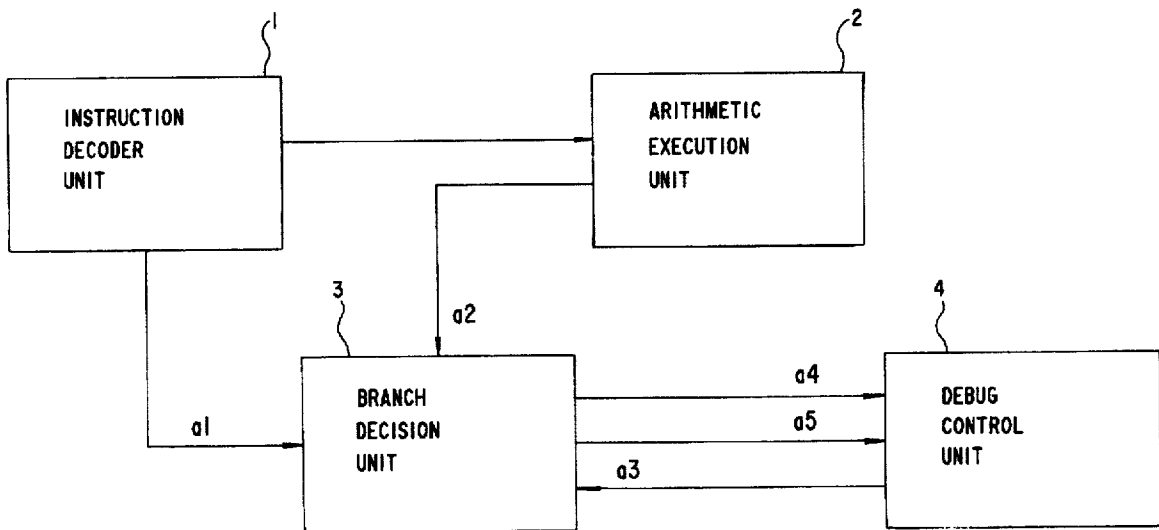 1
2
INSTRUCTION
DECODER
UNIT
ARITHMETIC
EXECUTION
UNIT
a2
3
4
a1
BRANCH
DECISION
UNIT
a4
a5
a3
DEBUG
CONTROL
UNIT